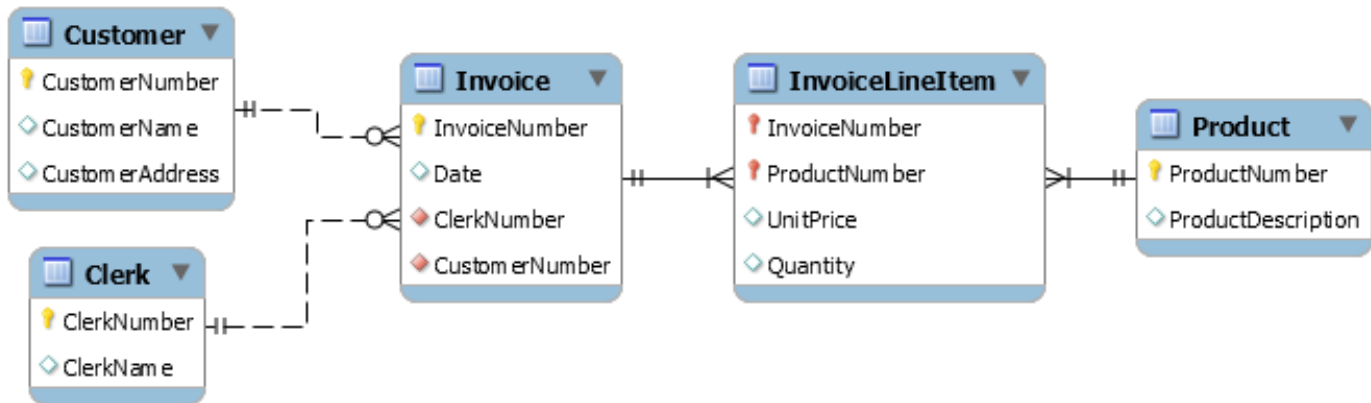 Customer
CustomerNumber
CustomerName
CustomerAddress
Clerk
ClerkNumber
ClerkName
Invoice
InvoiceNumber
Date
ClerkNumber
CustomerNumber
InvoiceLineItem
InvoiceNumber
ProductNumber
UnitPrice
Quantity
Product
ProductNumber
ProductDescription